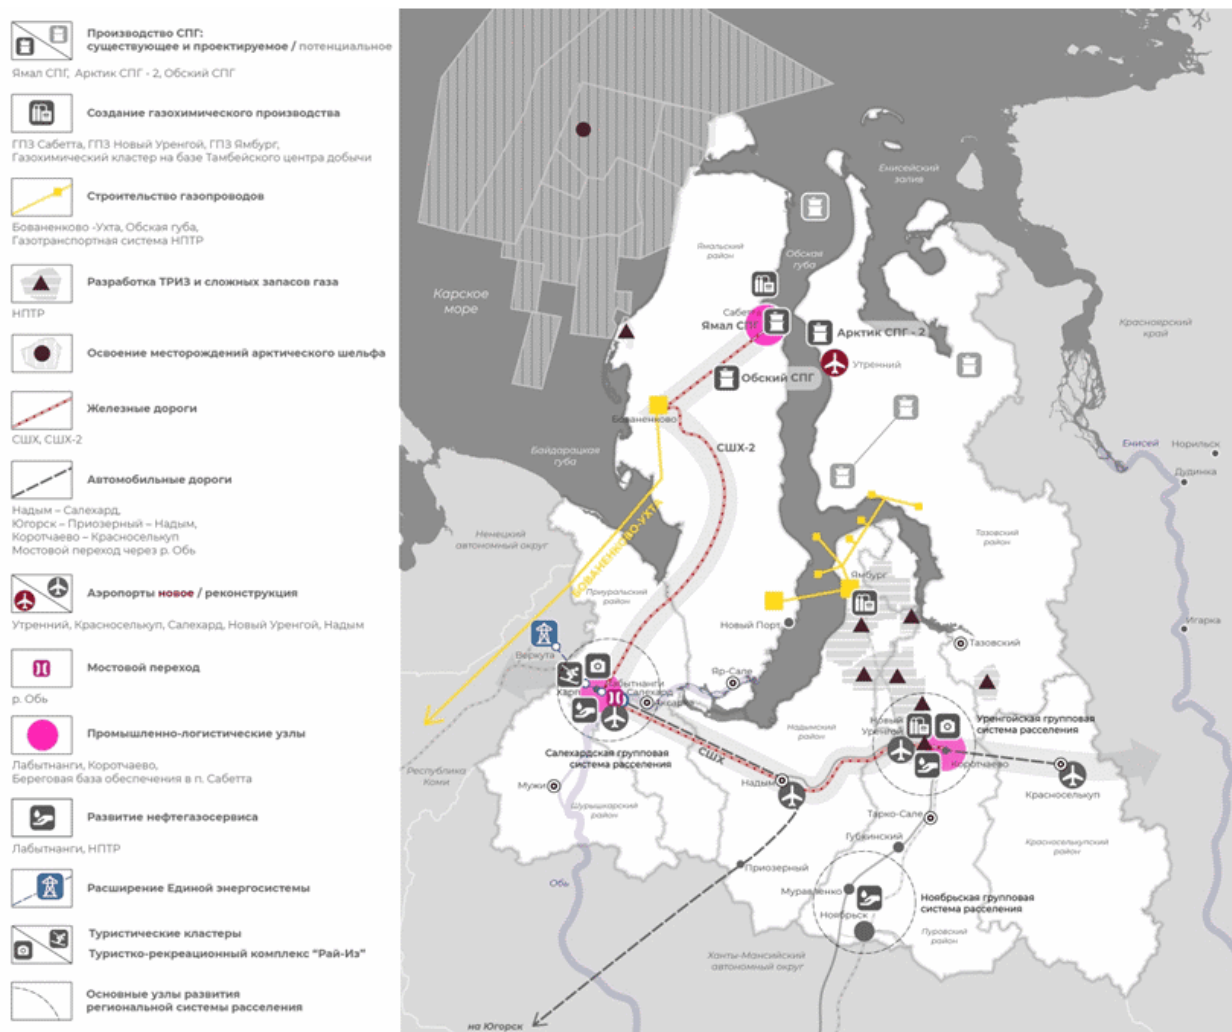 Производство СПГ:
существующее и проектируемое / потенциальное
Ямал СПГ, Арктик СПГ - 2, Обский СПГ
Создание газохимического производства
ГПЗ Сабетта, ГПЗ Новый Уренгой, ГПЗ Ямбург,
Газохимический кластер на базе Тамбейского центра добычи
Строительство газопроводов
Бованенково -Ухта, Обская губа,
Газотранспортная система НПТР
Разработка ТРИЗ и сложных запасов газа
НПТР
Освоение месторождений арктического шельфа
Железные дороги
СШХ, СШХ-2
Автомобильные дороги
Надым – Салехард,
Югорск – Приозерный – Надым,
Коротчаево – Красноселькуп
Мостовой переход через р. Обь
Аэропорты новое / реконструкция
Утренний, Красноселькуп, Салехард, Новый Уренгой, Надым
Мостовой переход
р. Обь
Промышленно-логистические узлы
Лабытнанги, Коротчаево,
Береговая база обеспечения в п. Сабетта
Развитие нефтегазосервиса
Лабытнанги, НПТР
Расширение Единой энергосистемы
Туристические кластеры
Туристко-рекреационный комплекс "Рай-Из"
Основные узлы развития
региональной системы расселения
Енисейский
залив
Ямальский
район
Обская
губа
Карское
море
Сабетта
Ямал СПГ
Арктик СПГ - 2
Утренний
Обский СПГ
Красноярский
край
Бованенково
СШХ-2
Байдарацкая
губа
Енисей
Норильск
Дудинка
Ненецкий
автономный округ
БОВАНЕНКОВО-УХТА
Тазовский
район
Ямбург
Приуральский
район
Новый Порт
Игарка
Тазовский
Воркута
Яр-Сале
Харп
Лабытнанги
Салехард
Аксарка
Надымский
район
Новый
Уренгой
Уренгойская групповая
система расселения
Салехардская групповая
система расселения
СШХ
Коротчаево
Республика
Коми
Мужи
Надым
Красноселькуп
Шурышкарский
район
Тарко-Сале
Губкинский
Красноселькупский
район
Приозерный
Обь
Муравленко
Ноябрьск
Ноябрьская групповая
система расселения
Пуровский
район
Ханты-Мансийский
автономный округ
на Югорск